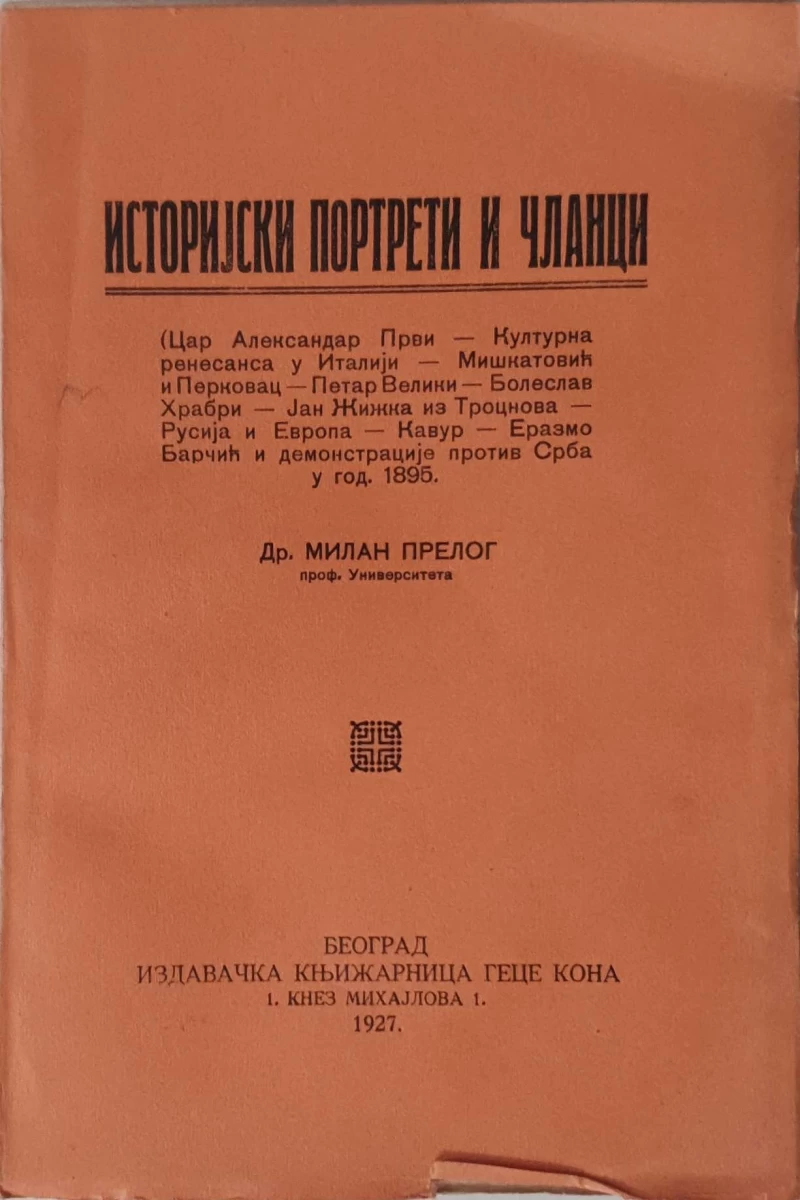 ИСТОРИЈСКИ ПОРТРЕТИ И ЧЛАНЦИ
(Цар Александар Први — Културна
ренесанса у Италији — Мишкатовић
и Перковац — Петар Велики — Болеслав
Храбри — Јан Жижка из Троцнова —
Русија и Европа — Кавур — Еразмо
Барчић и демонстрације против Срба
у год. 1895.
Др. МИЛАН ПРЕЛОГ
проф. Университета
БЕОГРАД
ИЗДАВАЧКА КЊИЖАРНИЦА ГЕЦЕ КОНА
1. КНЕЗ МИХАЈЛОВА 1.
1927.